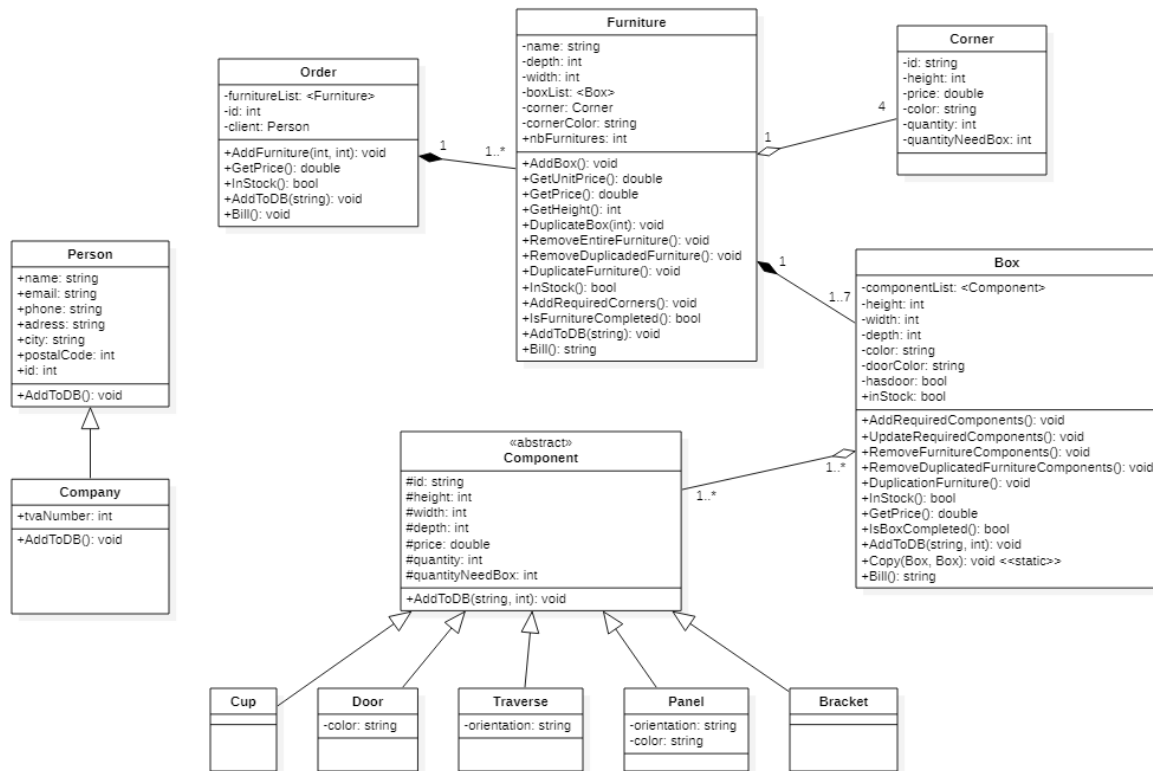 Furniture
-name: string
-depth: int
-width: int
-boxList: <Box>
-corner: Corner
-cornerColor: string
+nbFurnitures: int
+AddBox(): void
+GetUnitPrice(): double
+GetPrice(): double
+GetHeight(): int
+DuplicateBox(int): void
+RemoveEntireFurniture(): void
+RemoveDuplicadedFurniture(): void
+DuplicateFurniture(): void
+InStock(): bool
+AddRequiredCorners(): void
+IsFurnitureCompleted(): bool
+AddToDB(string): void
+Bill(): string
Corner
-id: string
-height: int
-price: double
-color: string
-quantity: int
-quantityNeedBox: int
4
1
Order
-furnitureList: <Furniture>
-id: int
-client: Person
+AddFurniture(int, int): void
+GetPrice(): double
+InStock(): bool
+AddToDB(string): void
+Bill(): void
1
1..*
Person
+name: string
+email: string
+phone: string
+adress: string
+city: string
+postalCode: int
+id: int
+AddToDB(): void
1
1..7
Box
-componentList: <Component>
-height: int
-width: int
-depth: int
-color: string
-doorColor: string
-hasdoor: bool
+inStock: bool
+AddRequiredComponents(): void
+UpdateRequiredComponents(): void
+RemoveFurnitureComponents(): void
+RemoveDuplicatedFurnitureComponents(): void
+DuplicationFurniture(): void
+InStock(): bool
+GetPrice(): double
+IsBoxCompleted(): bool
+AddToDB(string, int): void
+Copy(Box, Box): void <<static>>
+Bill(): string
1..*
1..*
«abstract»
Component
#id: string
#height: int
#width: int
#depth: int
#price: double
#quantity: int
#quantityNeedBox: int
+AddToDB(string, int): void
Company
+tvaNumber: int
+AddToDB(): void
Cup
Door
-color: string
Traverse
-orientation: string
Panel
-orientation: string
-color: string
Bracket